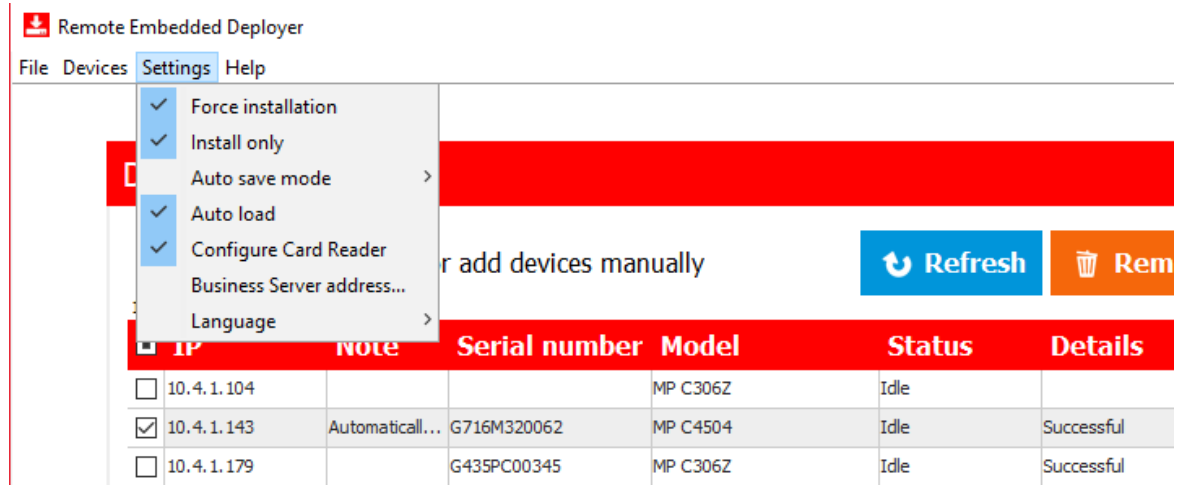 Remote Embedded Deployer
File Devices Settings Help
Force installation
Install only
Auto save mode
Auto load
Configure Card Reader
Business Server address...
Language
add devices manually
Refresh
Rem
IP Note Serial number Model Status Details
10.4.1.104 MP C306Z Idle
10.4.1.143 Automaticall... G716M320062 MP C4504 Idle Successful
10.4.1.179 G435PC00345 MP C306Z Idle Successful